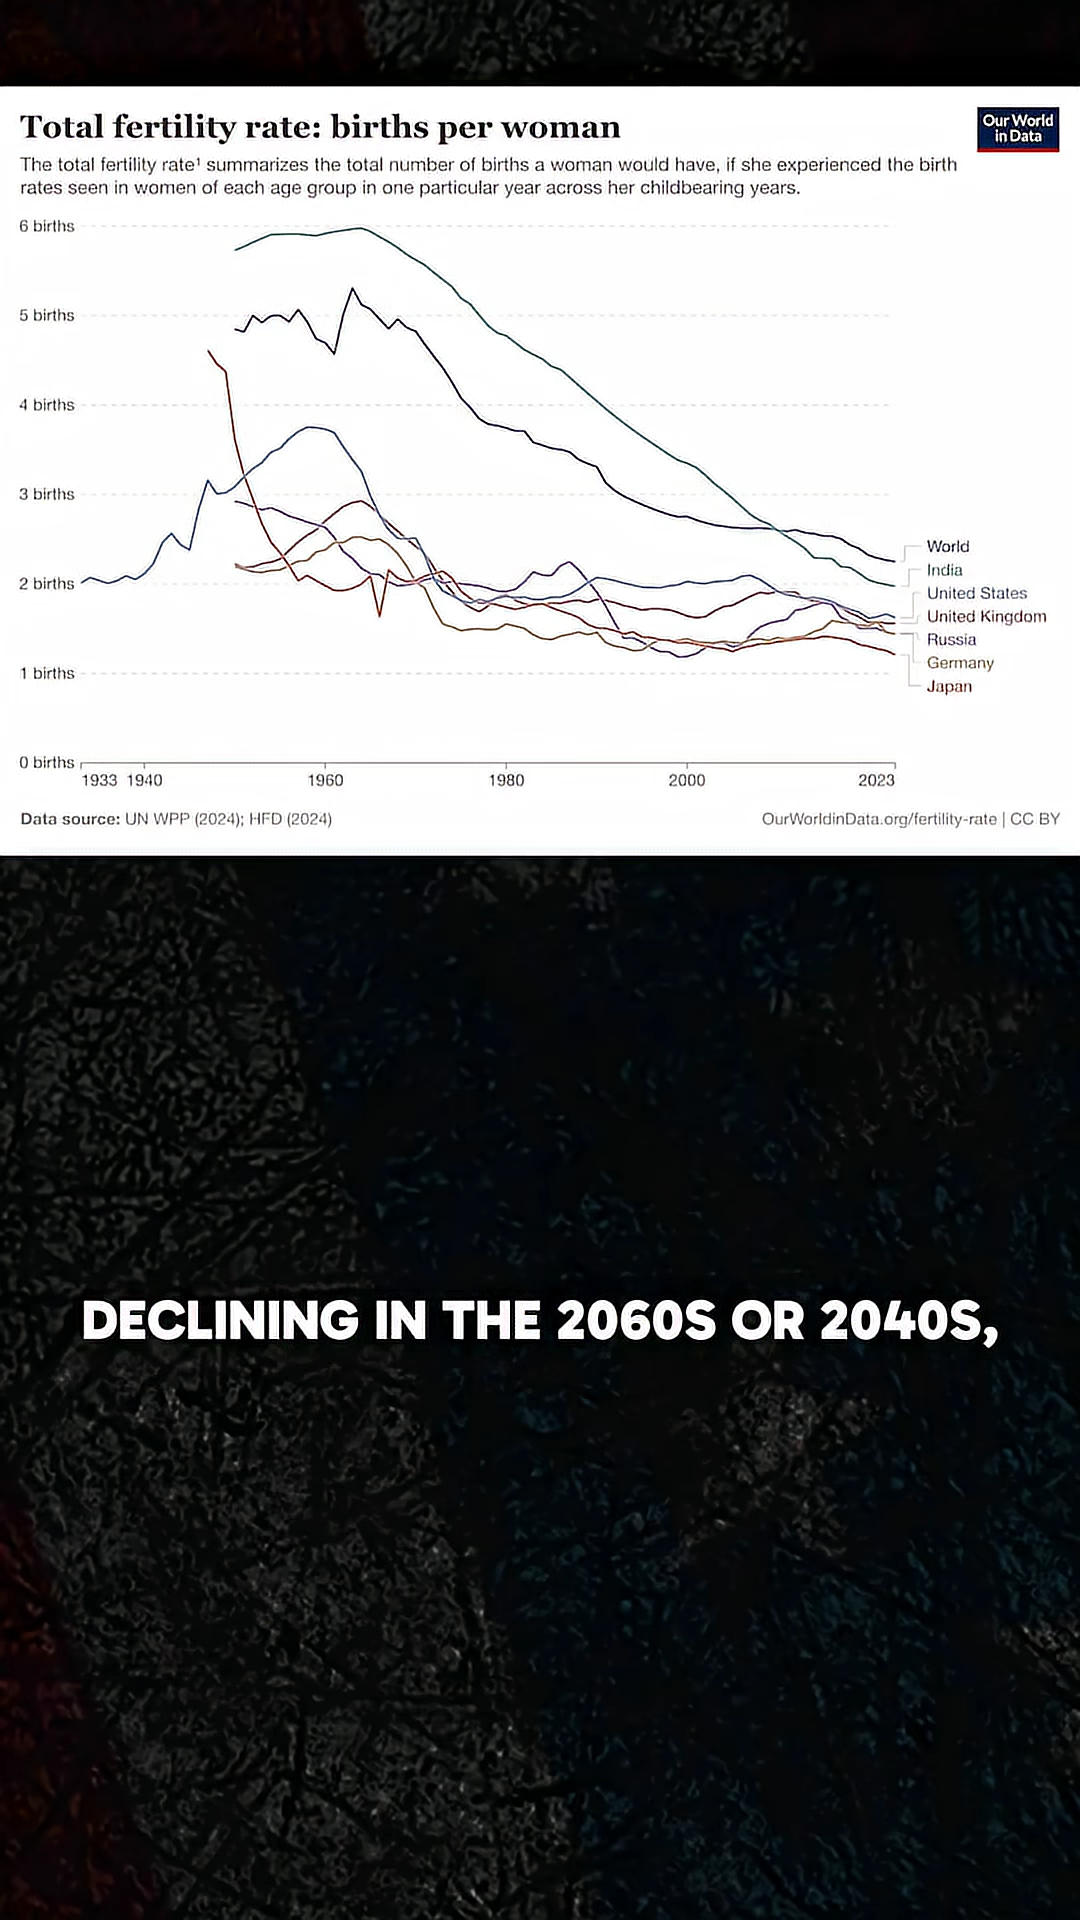 Total fertility rate: births per woman
Our World
in Data
The total fertility rate¹ summarizes the total number of births a woman would have, if she experienced the birth
rates seen in women of each age group in one particular year across her childbearing years.
6 births
5 births
4 births
3 births
2 births
1 births
0 births
World
India
United States
United Kingdom
Russia
Germany
Japan
1933 1940 1960 1980 2000 2023
Data source: UN WPP (2024); HFD (2024)
OurWorldinData.org/fertility-rate | CC BY
DECLINING IN THE 2060S OR 2040S,